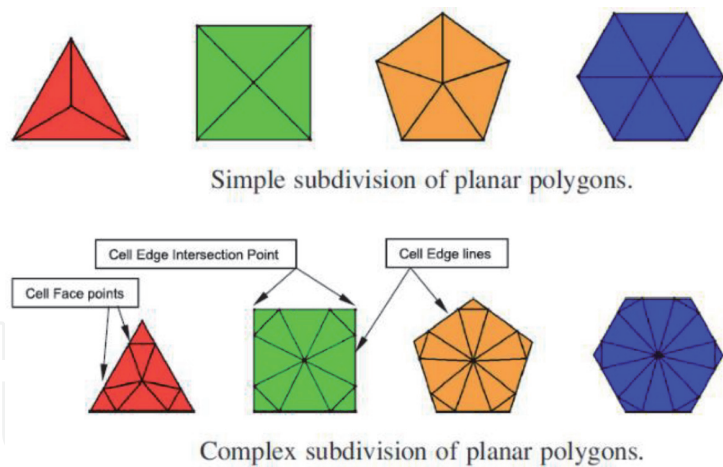 Simple subdivision of planar polygons.
Cell Edge Intersection Point
Cell Edge lines
Cell Face points
Complex subdivision of planar polygons.